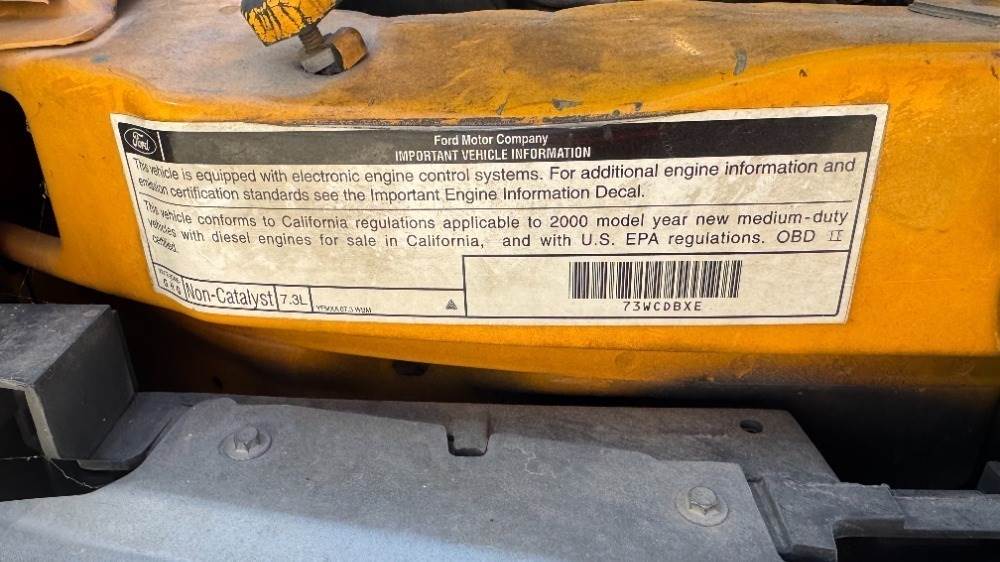 Ford
Ford Motor Company
IMPORTANT VEHICLE INFORMATION
This vehicle is equipped with electronic engine control systems. For additional engine information and
emission certification standards see the Important Engine Information Decal.
This vehicle conforms to California regulations applicable to 2000 model year new medium-duty
vehicles with diesel engines for sale in California, and with U.S. EPA regulations. OBD II
certified.
Non-Catalyst 7.3L
73WCDBXE